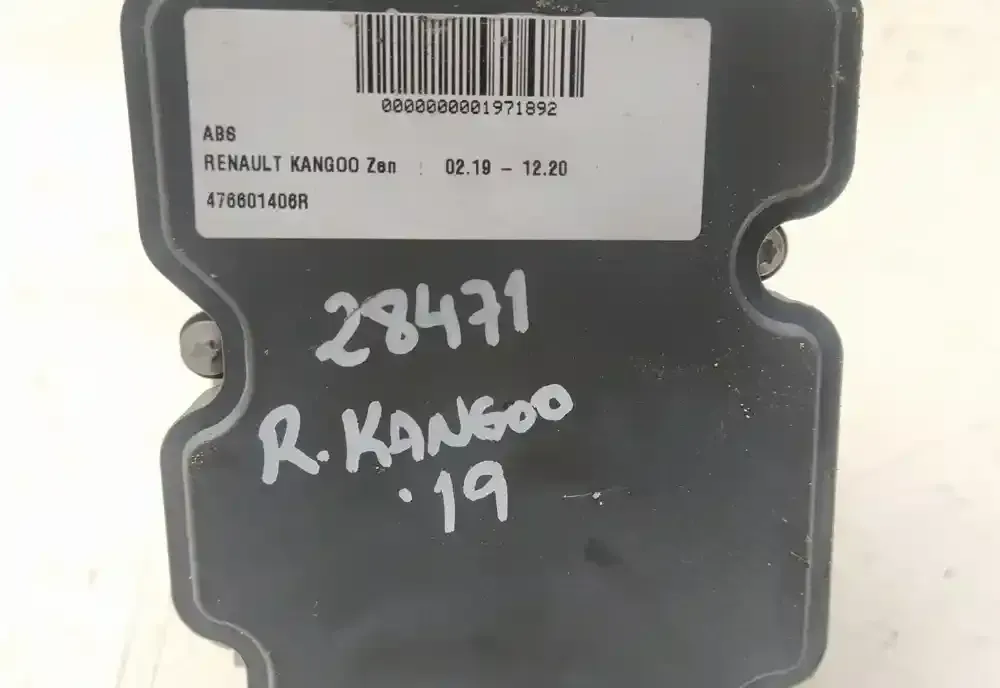 0000000001971892
ABS
RENAULT KANGOO Zen : 02.19 - 12.20
476601406R
28471
R. KANGOO
'19